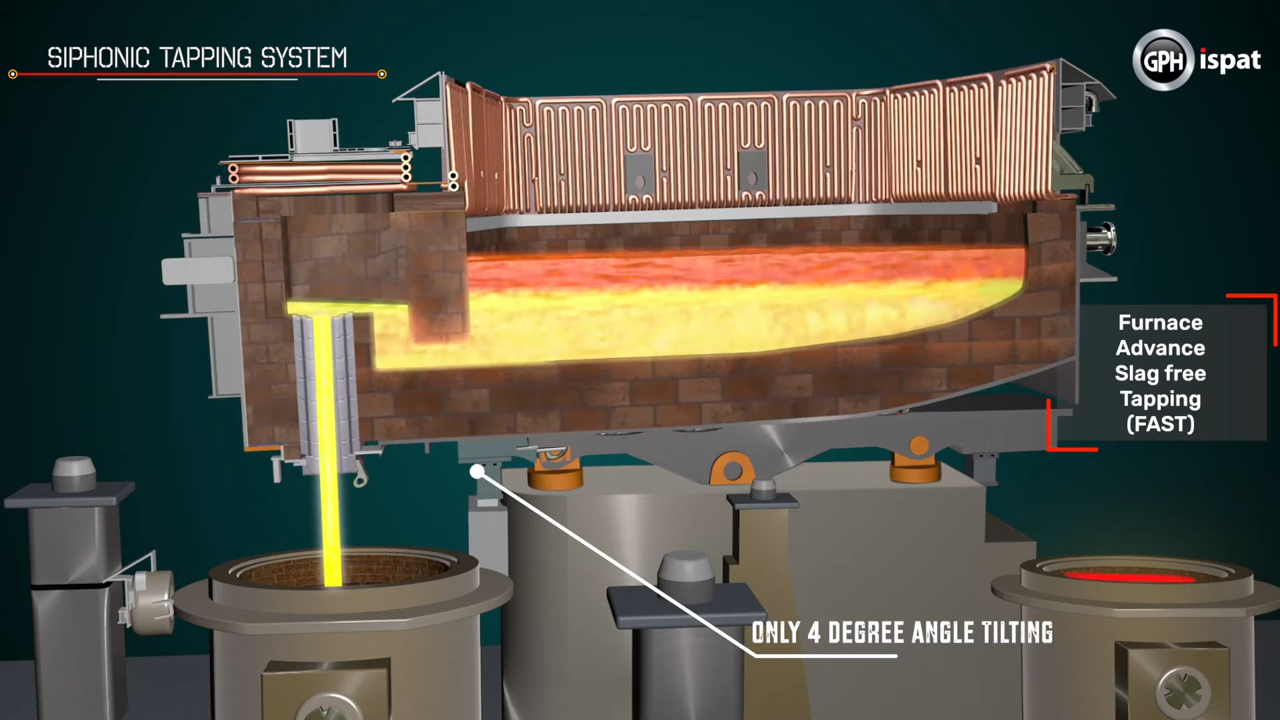 SIPHONIC TAPPING SYSTEM
GPH ispat
Furnace
Advance
Slag free
Tapping
(FAST)
ONLY 4 DEGREE ANGLE TILTING